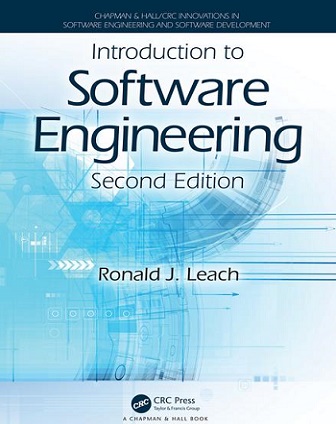 CHAPMAN & HALL/CRC INNOVATIONS IN
SOFTWARE ENGINEERING AND SOFTWARE DEVELOPMENT
Introduction to
Software
Engineering
Second Edition
Ronald J. Leach
CRC
CRC Press
Taylor & Francis Group
A CHAPMAN & HALL BOOK